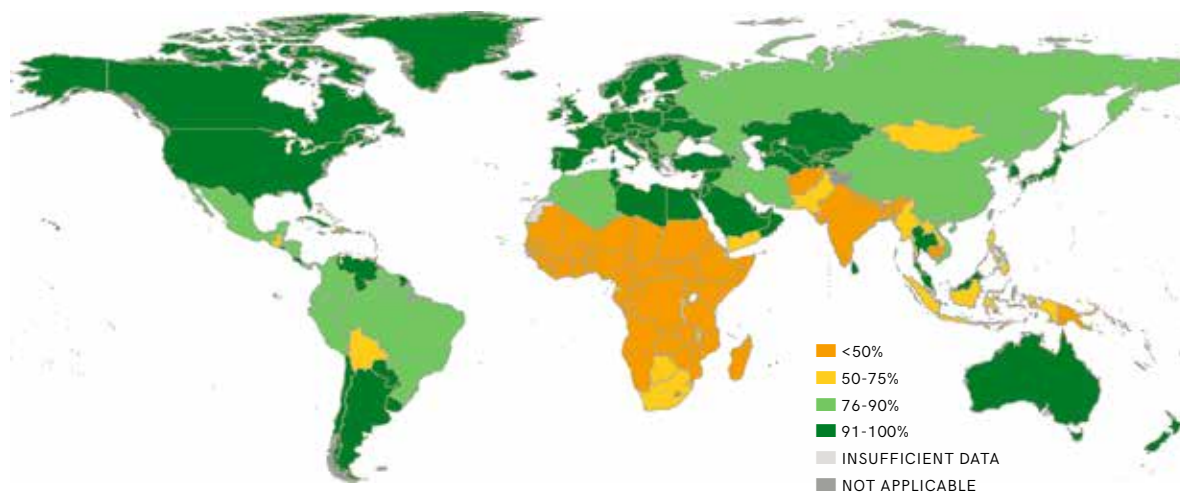 <50%
50-75%
76-90%
91-100%
INSUFFICIENT DATA
NOT APPLICABLE